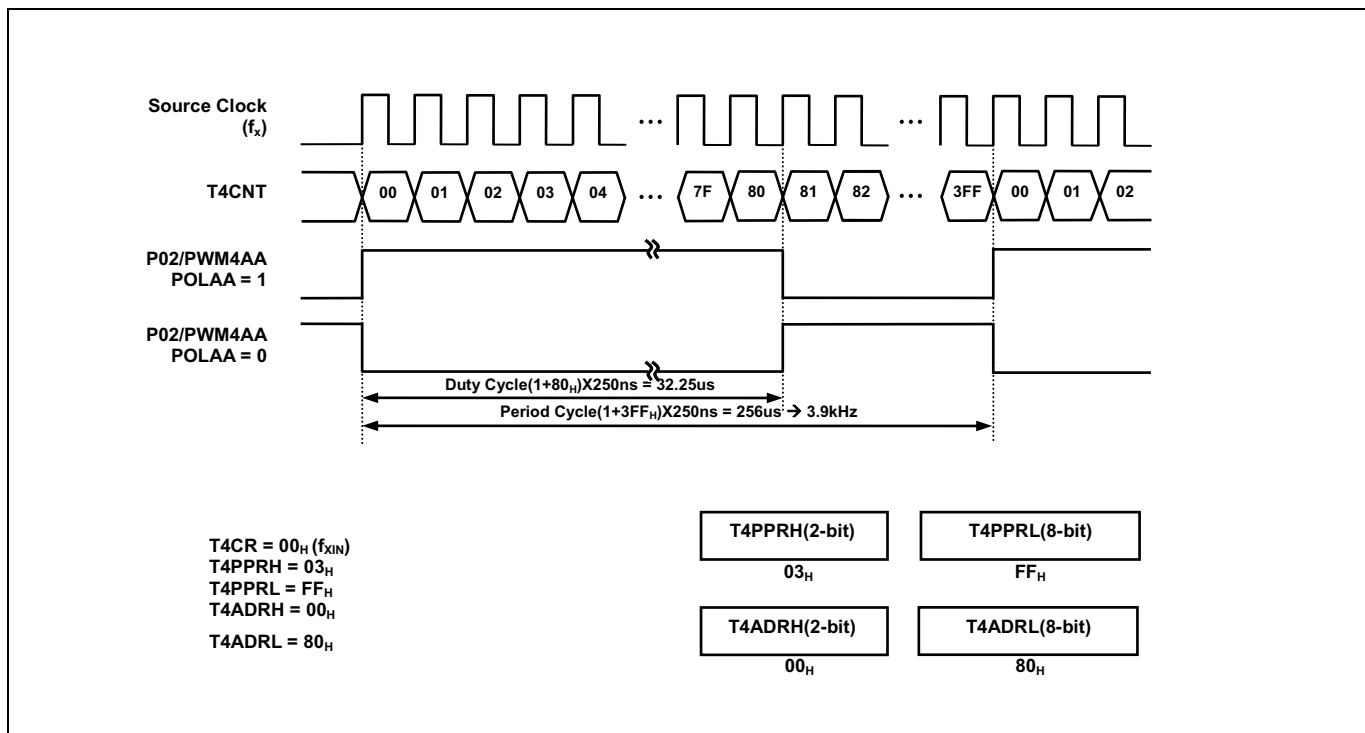 Source Clock
(fx)
...
...
T4CNT
00 01 02 03 04 ... 7F 80 81 82 ... 3FF 00 01 02
P02/PWM4AA
POLAA = 1
P02/PWM4AA
POLAA = 0
Duty Cycle(1+80H)X250ns = 32.25us
Period Cycle(1+3FFH)X250ns = 256us → 3.9kHz
T4CR = 00H (fXIN)
T4PPRH = 03H
T4PPRL = FFH
T4ADRH = 00H
T4ADRL = 80H
T4PPRH(2-bit) T4PPRL(8-bit)
03H FFH
T4ADRH(2-bit) T4ADRL(8-bit)
00H 80H